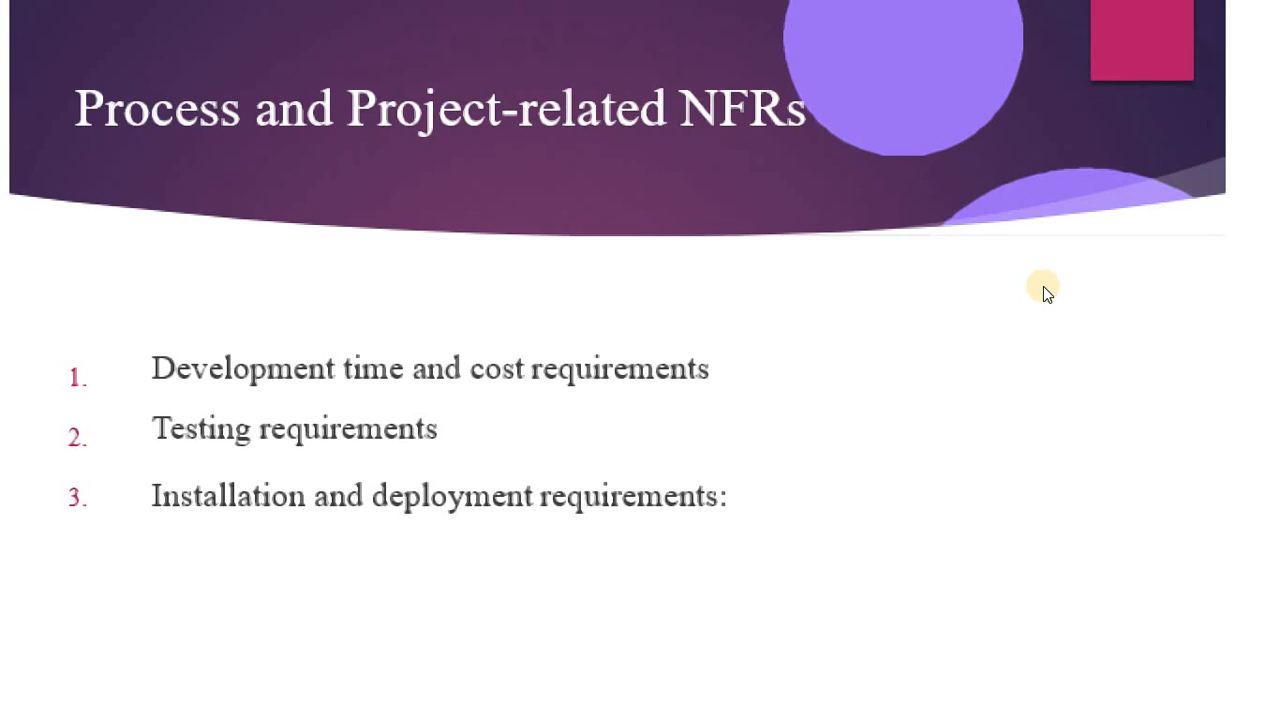 Process and Project-related NFRs
1. Development time and cost requirements
2. Testing requirements
3. Installation and deployment requirements: